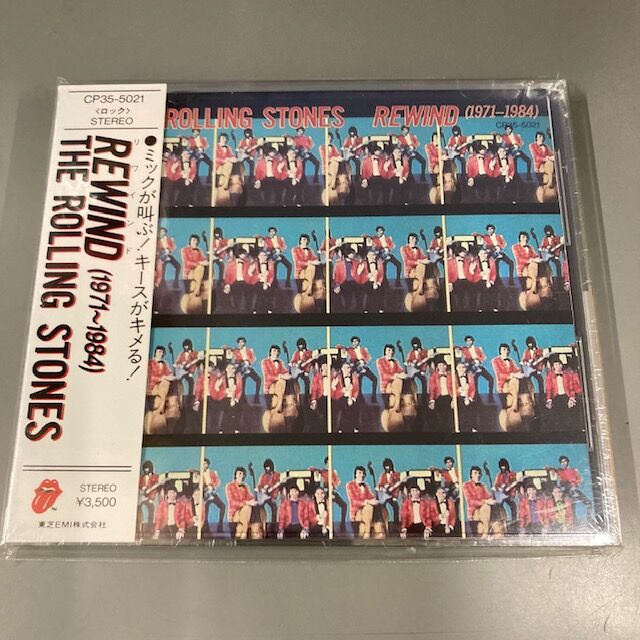 CP35-5021
〈ロック〉
STEREO
REWIND (1971~1984)
リワインド
THE ROLLING STONES
●ミックが叫ぶ!キースがキメる!
STEREO
¥3,500
TM
東芝EMI株式会社
ROLLING STONES REWIND (1971–1984)
CP35-5021